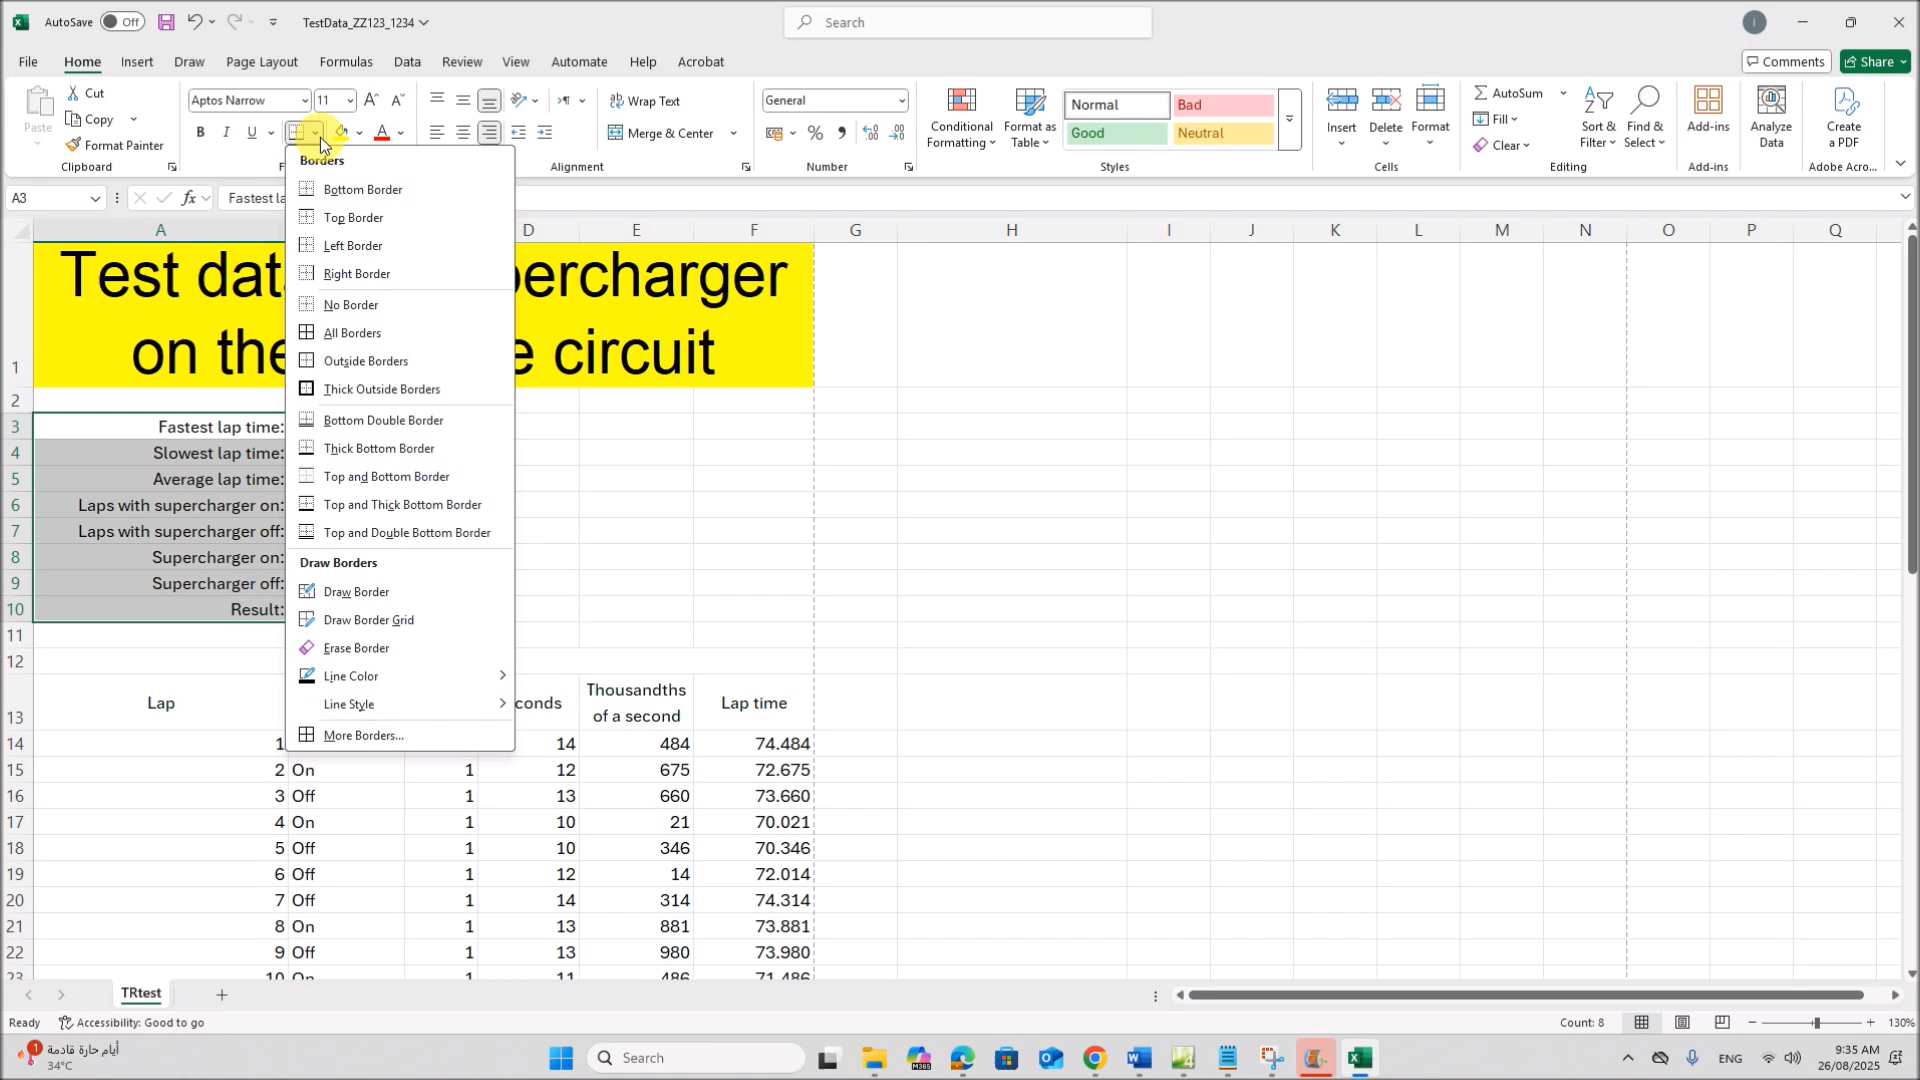 AutoSave Off TestData_ZZ123_1234 Search I
File Home Insert Draw Page Layout Formulas Data Review View Automate Help Acrobat Comments Share
Paste Cut Copy Format Painter Clipboard
Aptos Narrow 11 B I U A
Wrap Text Merge & Center Alignment
General % Number
Conditional Formatting Format as Table Normal Bad Good Neutral Styles
Insert Delete Format Cells
AutoSum Fill Clear Sort & Filter Find & Select Editing
Add-ins Add-ins
Analyze Data
Create a PDF Adobe Acro...
A3 fx Fastest la
Borders
Bottom Border
Top Border
Left Border
Right Border
No Border
All Borders
Outside Borders
Thick Outside Borders
Bottom Double Border
Thick Bottom Border
Top and Bottom Border
Top and Thick Bottom Border
Top and Double Bottom Border
Draw Borders
Draw Border
Draw Border Grid
Erase Border
Line Color
Line Style
More Borders...
A D E F G H I J K L M N O P Q
Test dat percharger
1 on the e circuit
2
3 Fastest lap time:
4 Slowest lap time:
5 Average lap time:
6 Laps with supercharger on:
7 Laps with supercharger off:
8 Supercharger on:
9 Supercharger off:
10 Result:
11
12
13 Lap conds Thousandths of a second Lap time
14 1 14 484 74.484
15 2 On 1 12 675 72.675
16 3 Off 1 13 660 73.660
17 4 On 1 10 21 70.021
18 5 Off 1 10 346 70.346
19 6 Off 1 12 14 72.014
20 7 Off 1 14 314 74.314
21 8 On 1 13 881 73.881
22 9 Off 1 13 980 73.980
23 10 On 1 11 486 71.486
TRtest
Ready Accessibility: Good to go Count: 8 130%
1 أيام حارة قادمة
34°C
Search M365 ENG 9:35 AM
26/08/2025